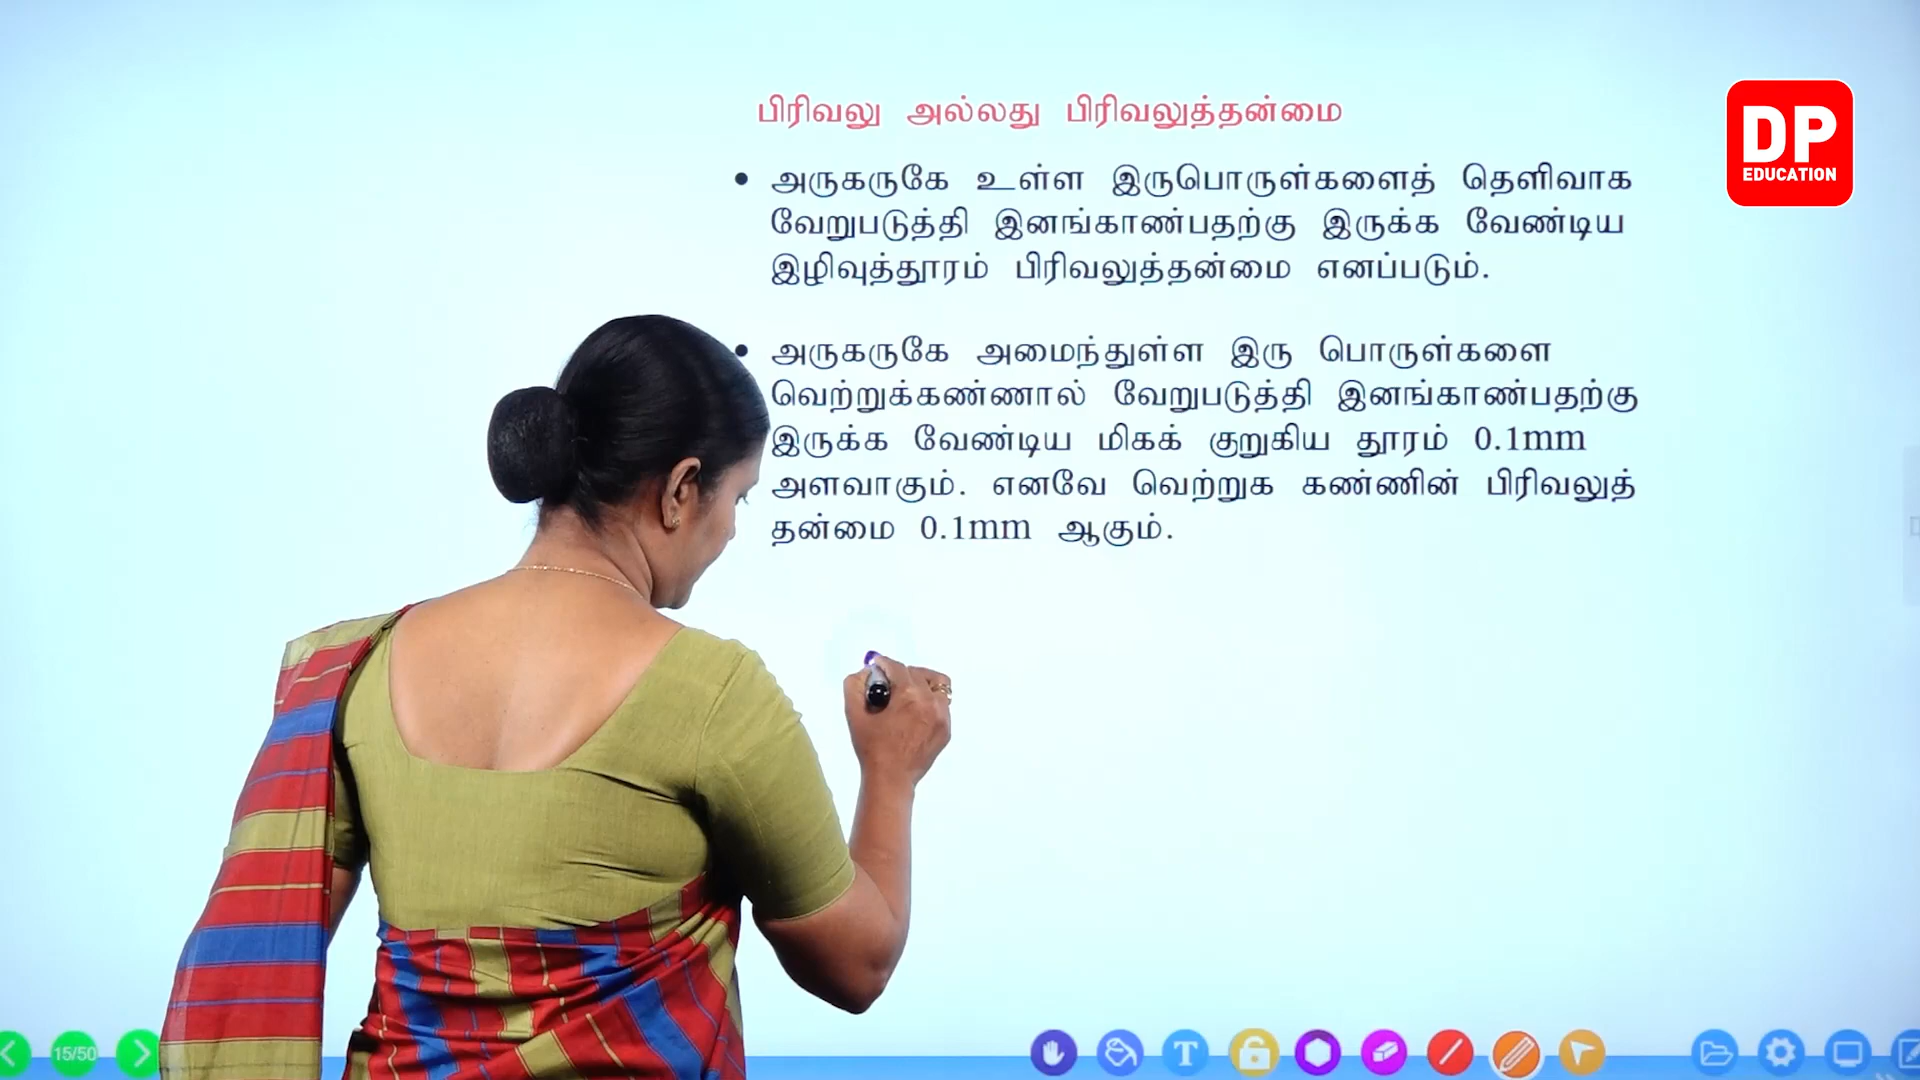 பிரிவலு அல்லது பிரிவலுத்தன்மை
• அருகருகே உள்ள இருபொருள்களைத் தெளிவாக
வேறுபடுத்தி இனங்காண்பதற்கு இருக்க வேண்டிய
இழிவுத்தூரம் பிரிவலுத்தன்மை எனப்படும்.
• அருகருகே அமைந்துள்ள இரு பொருள்களை
வெற்றுக்கண்ணால் வேறுபடுத்தி இனங்காண்பதற்கு
இருக்க வேண்டிய மிகக் குறுகிய தூரம் 0.1mm
அளவாகும். எனவே வெற்றுக கண்ணின் பிரிவலுத்
தன்மை 0.1mm ஆகும்.
DP
EDUCATION
15/50
T